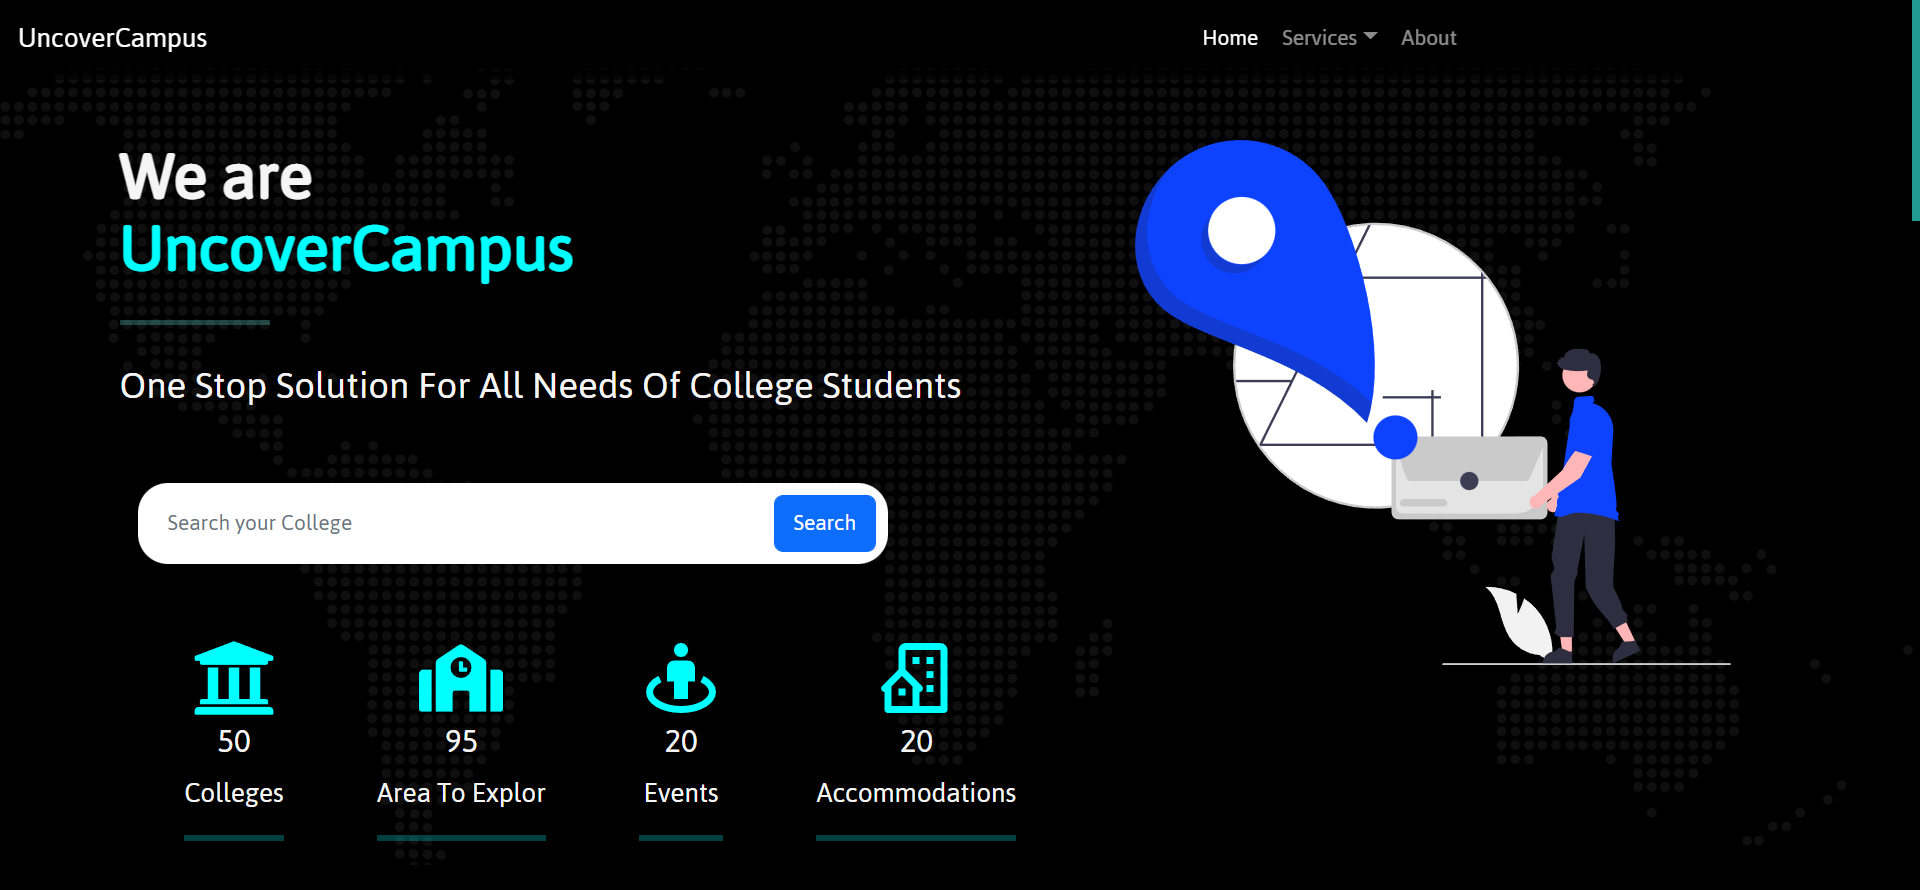 UncoverCampus
Home Services About
We are
UncoverCampus
One Stop Solution For All Needs Of College Students
Search your College
Search
50
Colleges
95
Area To Explor
20
Events
20
Accommodations